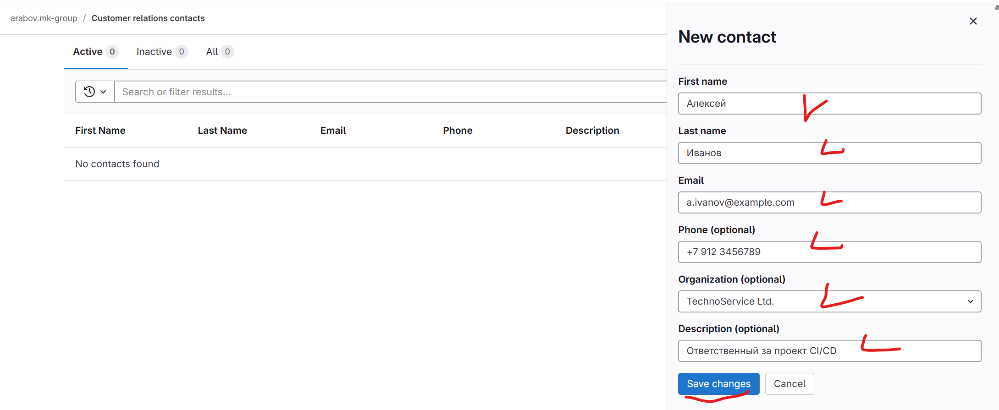 arabov.mk-group / Customer relations contacts
Active 0 Inactive 0 All 0
Search or filter results...
First Name Last Name Email Phone Description
No contacts found
New contact
First name
Алексей
Last name
Иванов
Email
a.ivanov@example.com
Phone (optional)
+7 912 3456789
Organization (optional)
TechnoService Ltd.
Description (optional)
Ответственный за проект CI/CD
Save changes Cancel